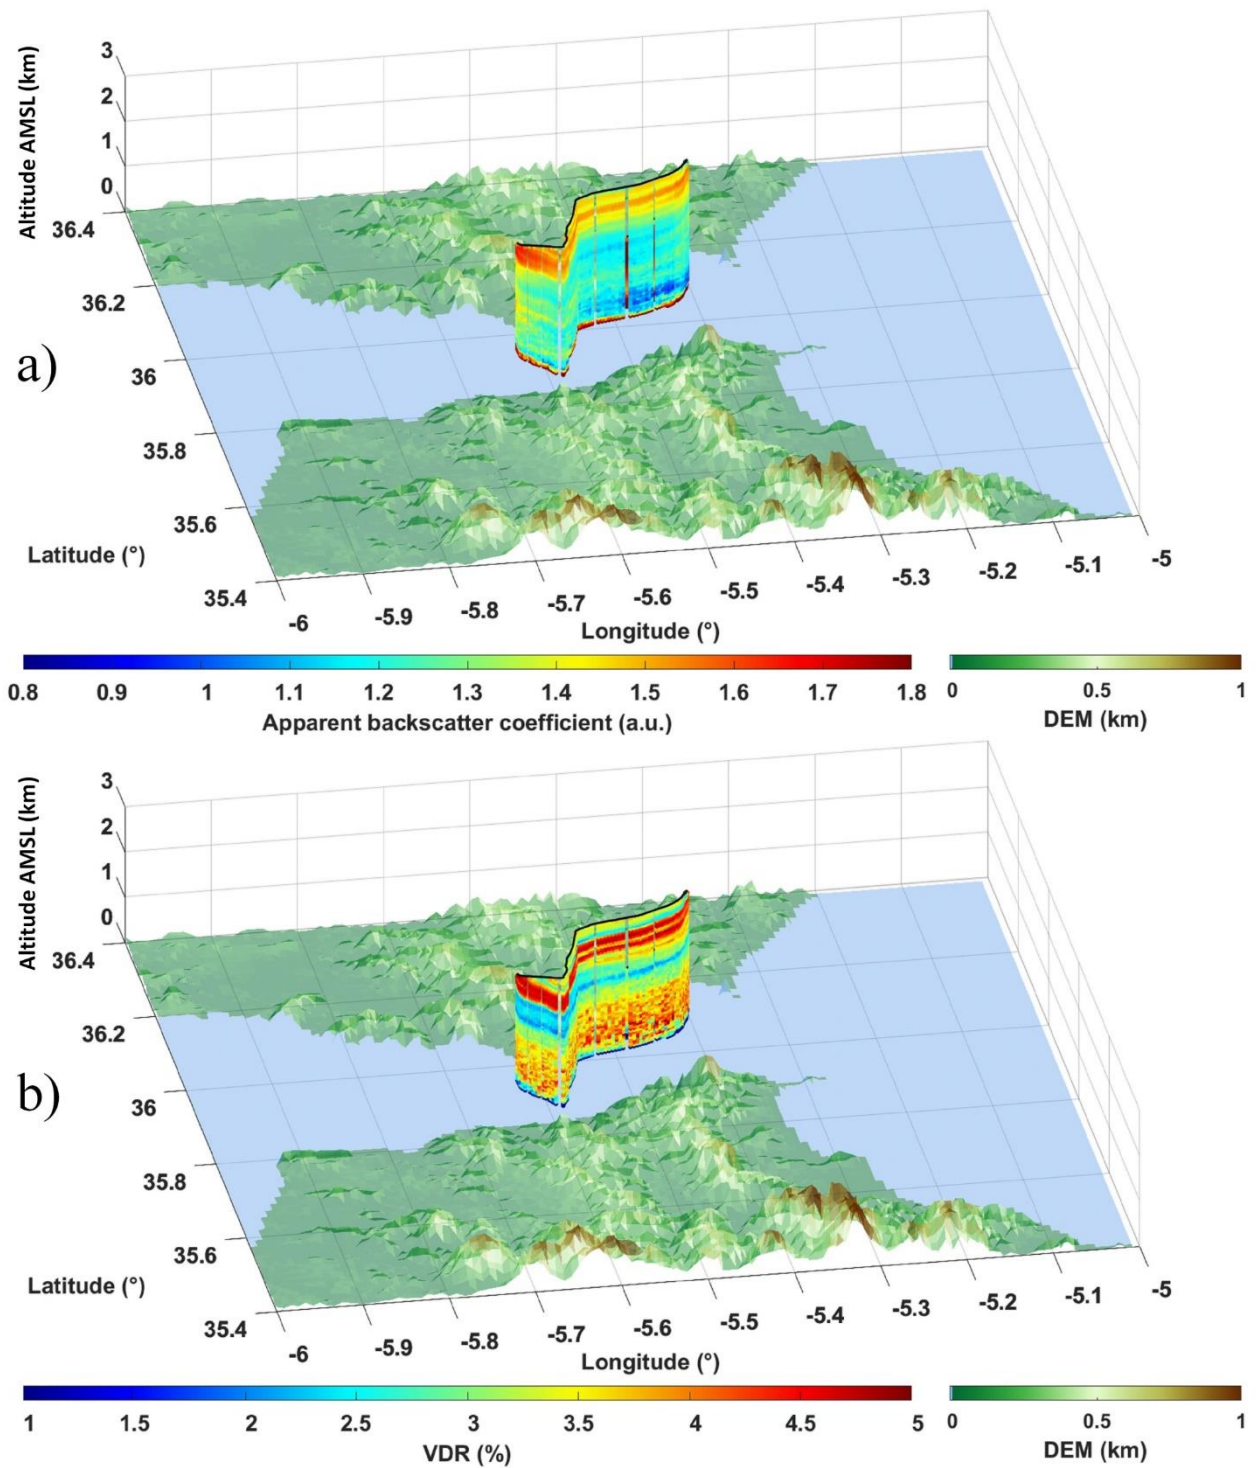 3
2
1
0
Altitude AMSL (km)
36.4
36.2
36
35.8
35.6
35.4
Latitude (°)
a)
-6
-5.9
-5.8
-5.7
-5.6
-5.5
-5.4
-5.3
-5.2
-5.1
-5
Longitude (°)
0.8 0.9 1 1.1 1.2 1.3 1.4 1.5 1.6 1.7 1.8
Apparent backscatter coefficient (a.u.)
0 0.5 1
DEM (km)
3
2
1
0
Altitude AMSL (km)
36.4
36.2
36
35.8
35.6
35.4
Latitude (°)
b)
-6
-5.9
-5.8
-5.7
-5.6
-5.5
-5.4
-5.3
-5.2
-5.1
-5
Longitude (°)
1 1.5 2 2.5 3 3.5 4 4.5 5
VDR (%)
0 0.5 1
DEM (km)